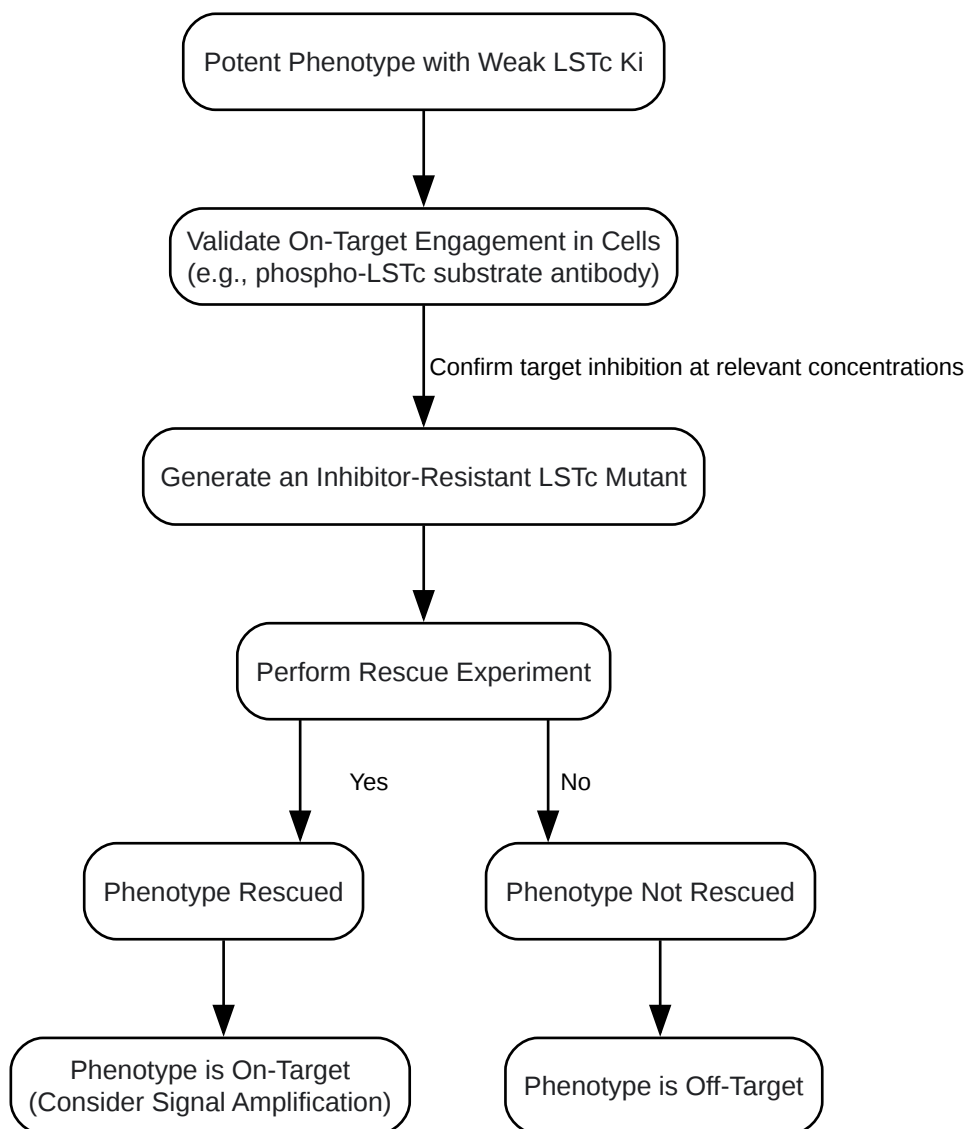 Potent Phenotype with Weak LSTc Ki
Validate On-Target Engagement in Cells
(e.g., phospho-LSTc substrate antibody)
Confirm target inhibition at relevant concentrations
Generate an Inhibitor-Resistant LSTc Mutant
Perform Rescue Experiment
Yes
No
Phenotype Rescued
Phenotype Not Rescued
Phenotype is On-Target
(Consider Signal Amplification)
Phenotype is Off-Target